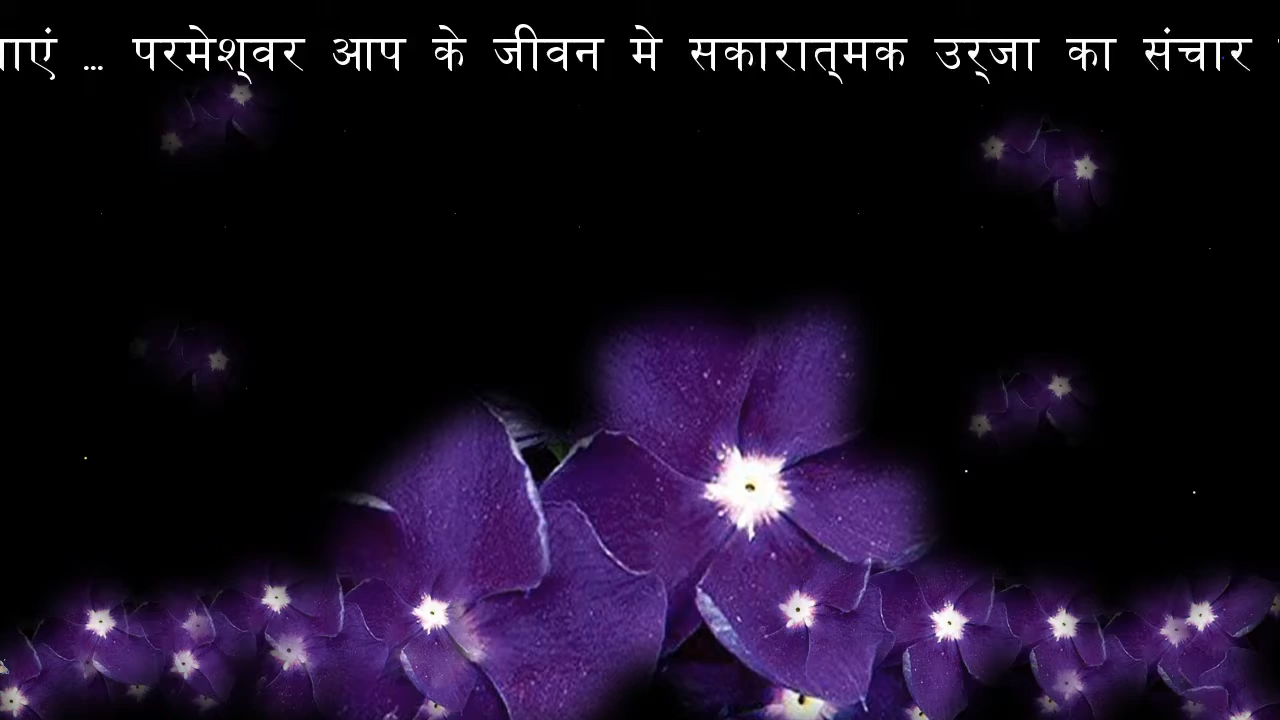 ... परमेश्वर आप के जीवन मे सकारात्मक उर्जा का संचार